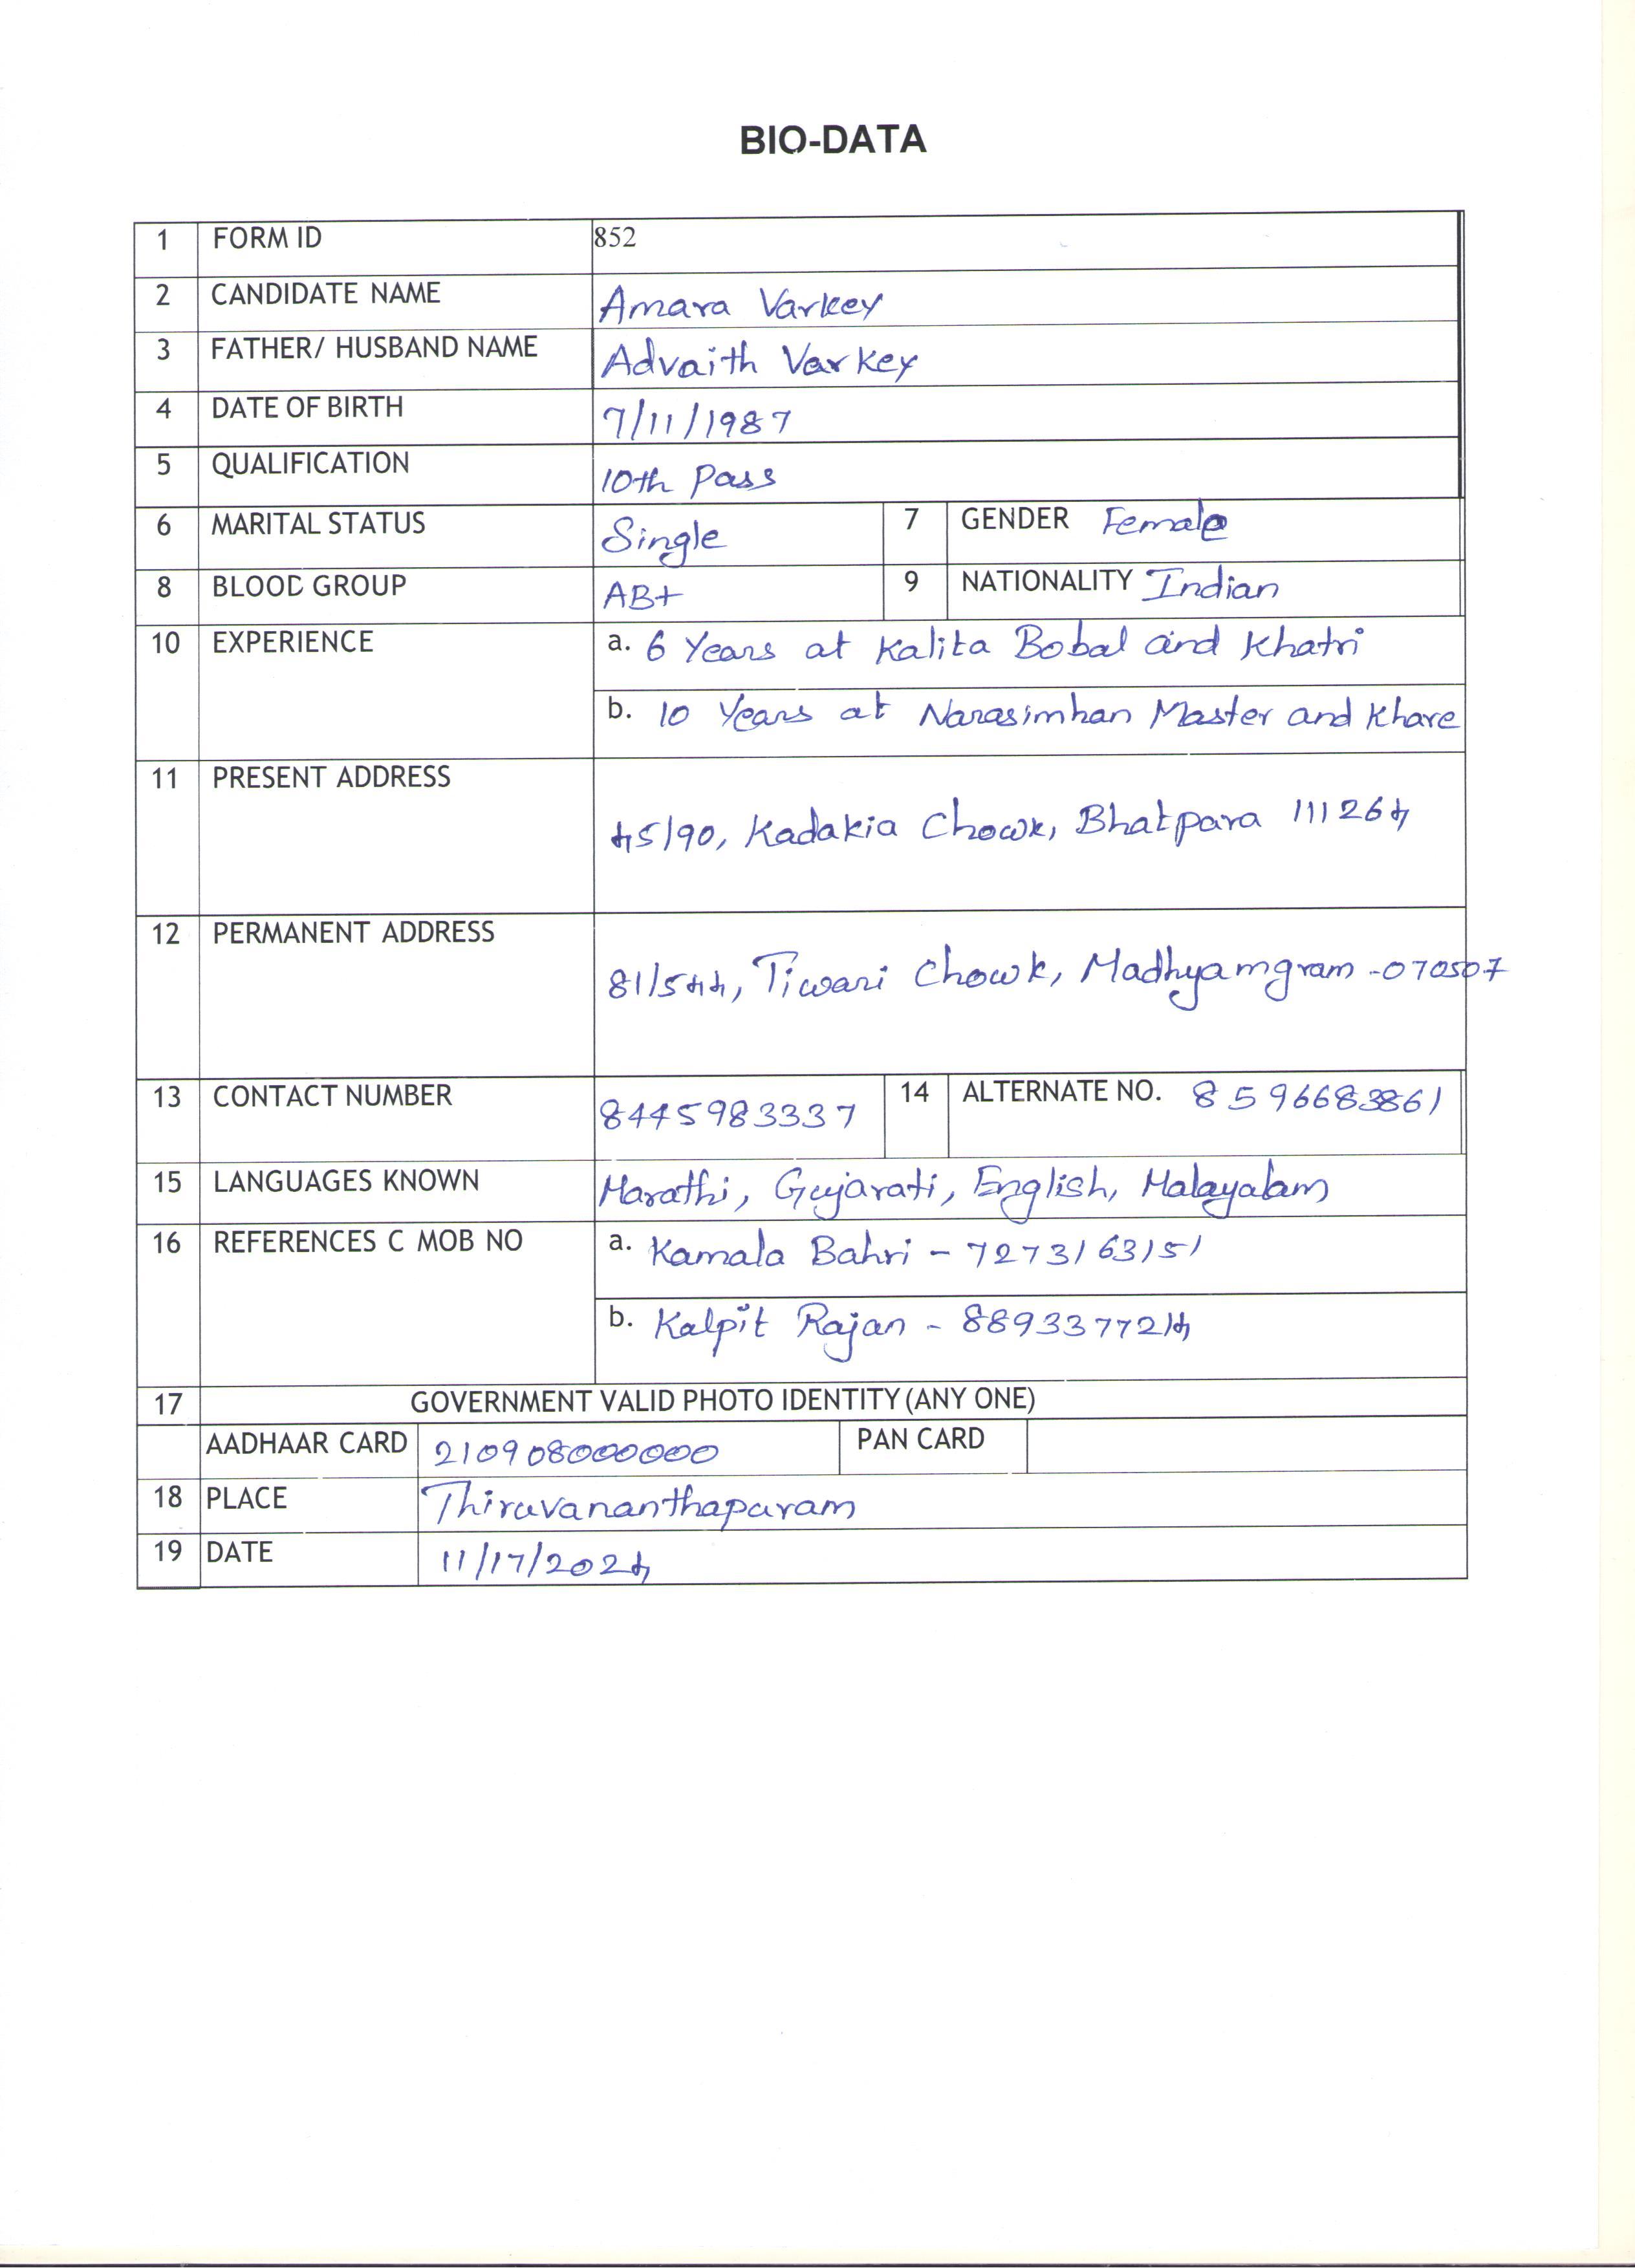 BIO-DATA
1 FORM ID 852
2 CANDIDATE NAME Amara Varkey
3 FATHER/ HUSBAND NAME Advaith Varkey
4 DATE OF BIRTH 7/11/1987
5 QUALIFICATION 10th Pass
6 MARITAL STATUS Single 7 GENDER Female
8 BLOOD GROUP AB+ 9 NATIONALITY Indian
10 EXPERIENCE a. 6 Years at Kalita Bobal and Khatri
b. 10 Years at Narasimhan Master and Khare
11 PRESENT ADDRESS
45/90, Kadakia Chowk, Bhatpara 111264
12 PERMANENT ADDRESS
81/544, Tiwari Chowk, Madhyamgram -070507
13 CONTACT NUMBER 8445983337 14 ALTERNATE NO. 8596683861
15 LANGUAGES KNOWN Marathi, Gujarati, English, Malayalam
16 REFERENCES C MOB NO a. Kamala Bahri - 7273163151
b. Kalpit Rajan - 8893377214
17 GOVERNMENT VALID PHOTO IDENTITY (ANY ONE)
AADHAAR CARD 210908000000 PAN CARD
18 PLACE Thiruvananthapuram
19 DATE 11/17/2024